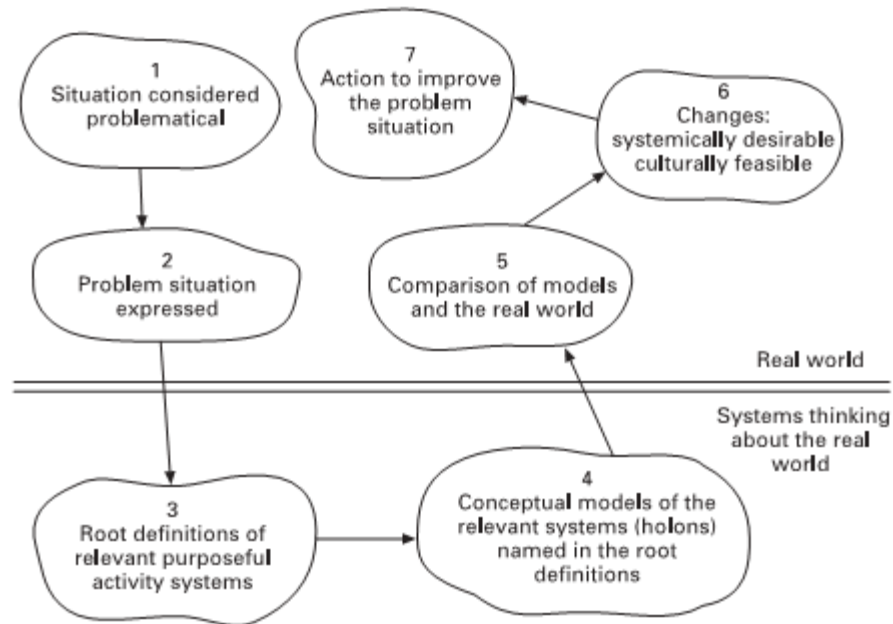 1
Situation considered
problematical
2
Problem situation
expressed
3
Root definitions of
relevant purposeful
activity systems
4
Conceptual models of the
relevant systems (holons)
named in the root
definitions
5
Comparison of models
and the real world
6
Changes:
systemically desirable
culturally feasible
7
Action to improve
the problem
situation
Real world
Systems thinking
about the real
world